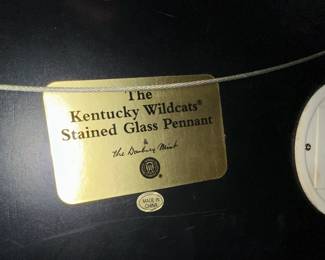 The
Kentucky Wildcats®
Stained Glass Pennant
&
the Danbury Mint
MADE IN
CHINA